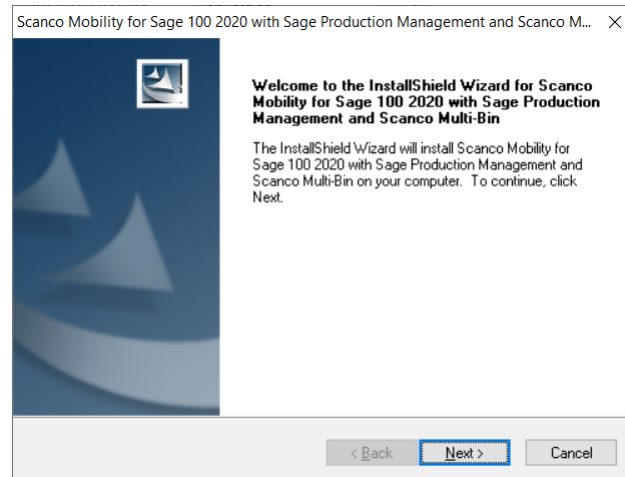 Scanco Mobility for Sage 100 2020 with Sage Production Management and Scanco M...
Welcome to the InstallShield Wizard for Scanco
Mobility for Sage 100 2020 with Sage Production
Management and Scanco Multi-Bin
The InstallShield Wizard will install Scanco Mobility for
Sage 100 2020 with Sage Production Management and
Scanco Multi-Bin on your computer. To continue, click
Next.
< Back
Next >
Cancel